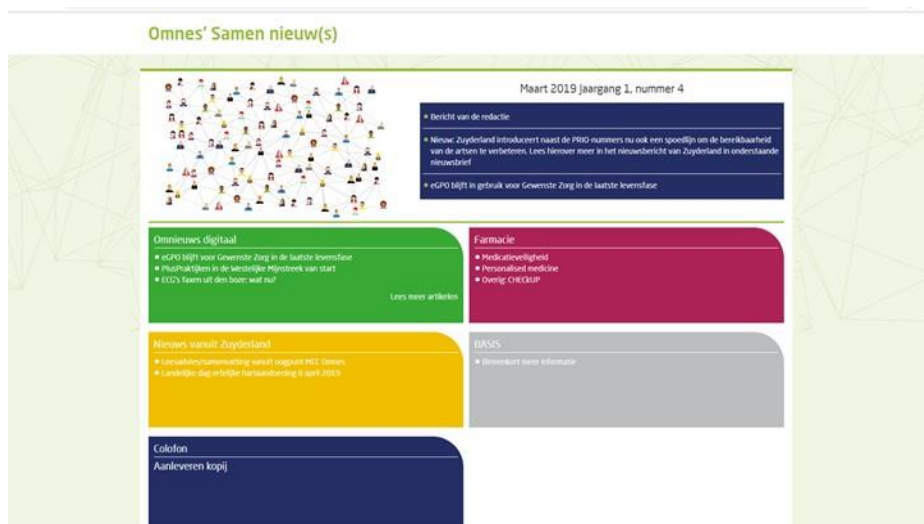 Omnes' Samen nieuw(s)
Maart 2019 Jaargang 1, nummer 4
Bericht van de redactie
Nieuw: Zuyderland introduceert naast de PRIO-nummers nu ook een spoedlijn om de bereikbaarheid
van de artsen te verbeteren. Lees hierover meer in het nieuwsbericht van Zuyderland in onderstaande
nieuwsbrief
eGPO blijft in gebruik voor Gewenste Zorg in de laatste levensfase
Omnieuws digitaal
eGPO blijft voor Gewenste Zorg in de laatste levensfase
PlusPraktijken in de Westelijke Mijnstreek van start
ECG's faxen uit den boze: wat nu?
Lees meer artikelen
Farmacie
Medicatieveiligheid
Personalised medicine
Overig: CHECkUP
Nieuws vanuit Zuyderland
Leesadvies/samenvatting vanuit oogpunt MCC Omnes
Landelijke dag erfelijke hartaandoening 6 april 2019
BASIS
Binnenkort meer informatie
Colofon
Aanleveren kopij